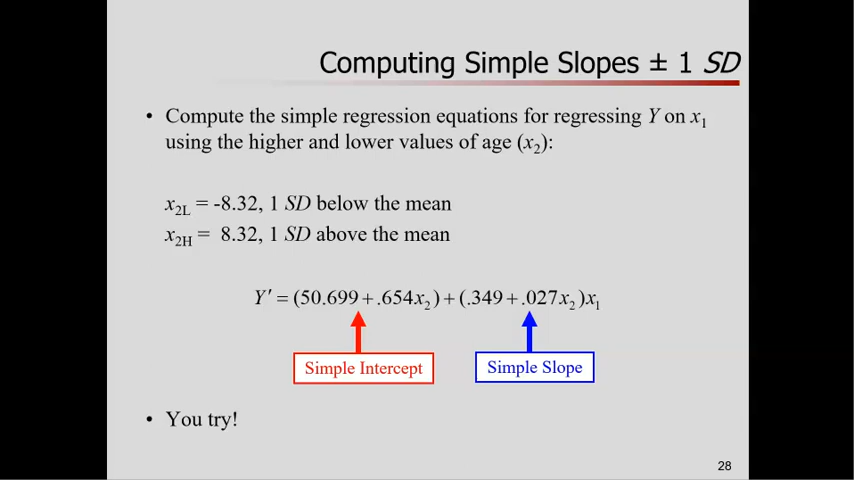 Computing Simple Slopes ± 1 SD
• Compute the simple regression equations for regressing Y on x₁
using the higher and lower values of age (x₂):
x₂L = -8.32, 1 SD below the mean
x₂H = 8.32, 1 SD above the mean
Y′ = (50.699 + .654x₂) + (.349 + .027x₂)x₁
Simple Intercept
Simple Slope
• You try!
28